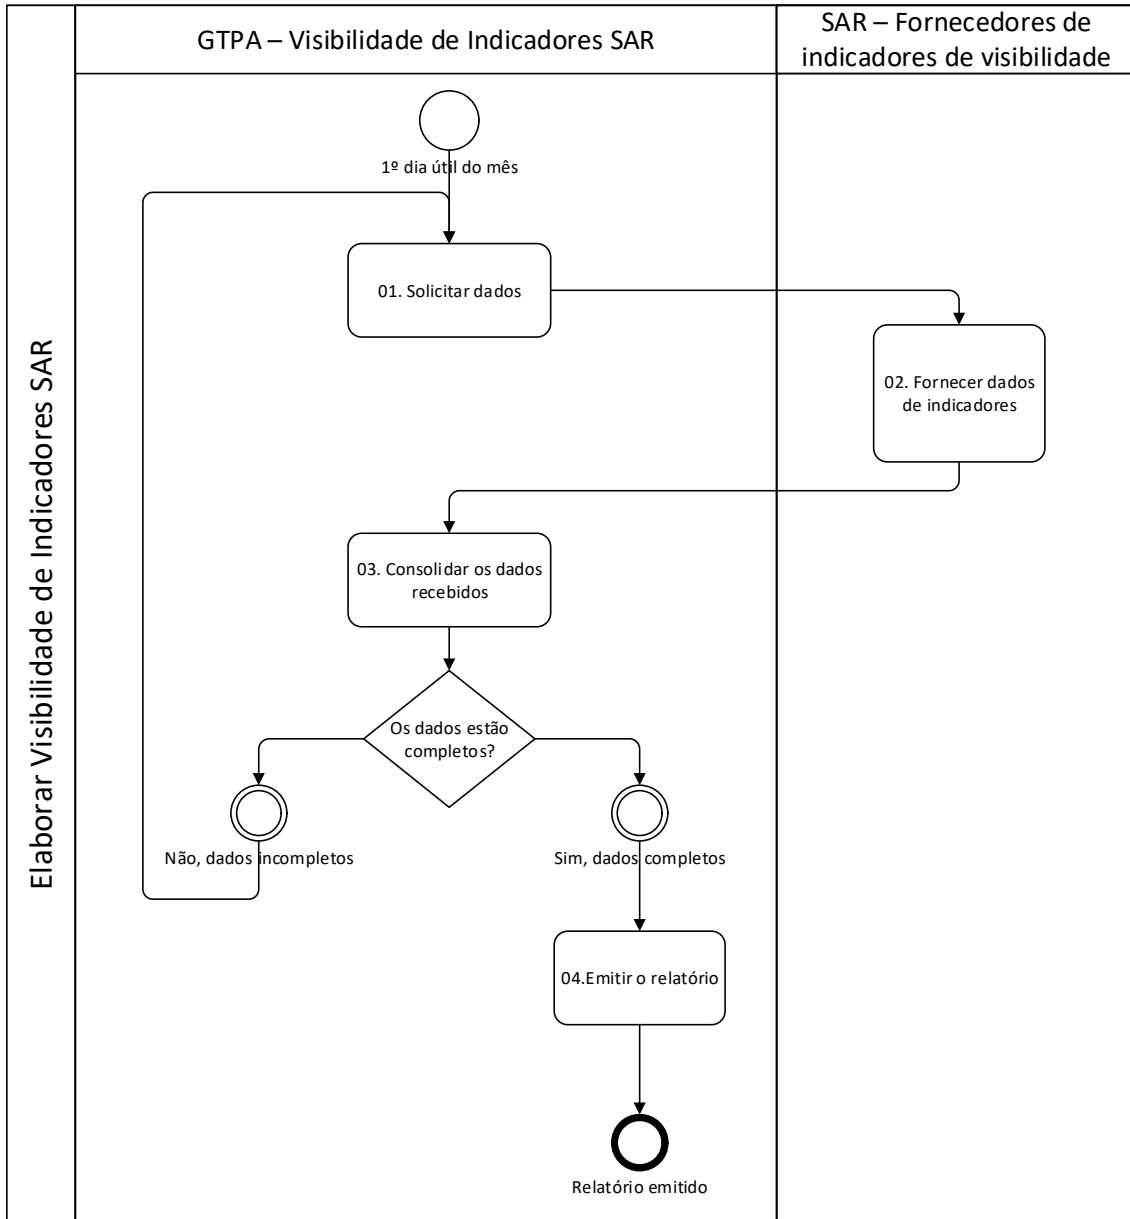 Elaborar Visibilidade de Indicadores SAR
GTPA – Visibilidade de Indicadores SAR
SAR – Fornecedores de
indicadores de visibilidade
1º dia útil do mês
01. Solicitar dados
02. Fornecer dados
de indicadores
03. Consolidar os dados
recebidos
Os dados estão
completos?
Não, dados incompletos
Sim, dados completos
04.Emitir o relatório
Relatório emitido